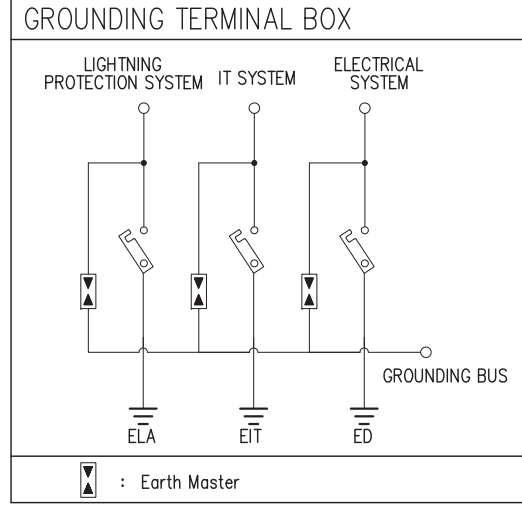 GROUNDING TERMINAL BOX
LIGHTNING
PROTECTION SYSTEM
IT SYSTEM
ELECTRICAL
SYSTEM
GROUNDING BUS
ELA
EIT
ED
: Earth Master